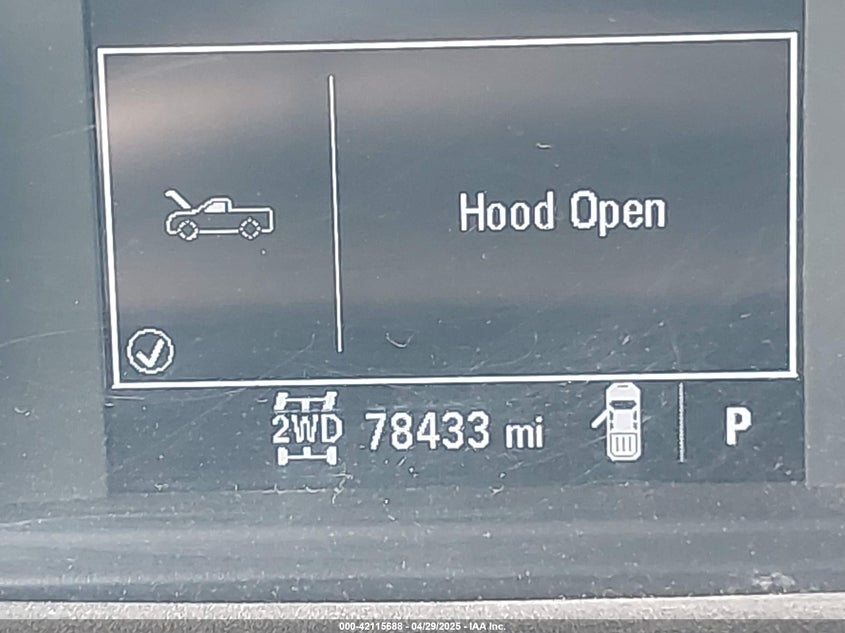 Hood Open
2WD 78433 mi P
000-42115688 - 04/29/2025 - IAA Inc.